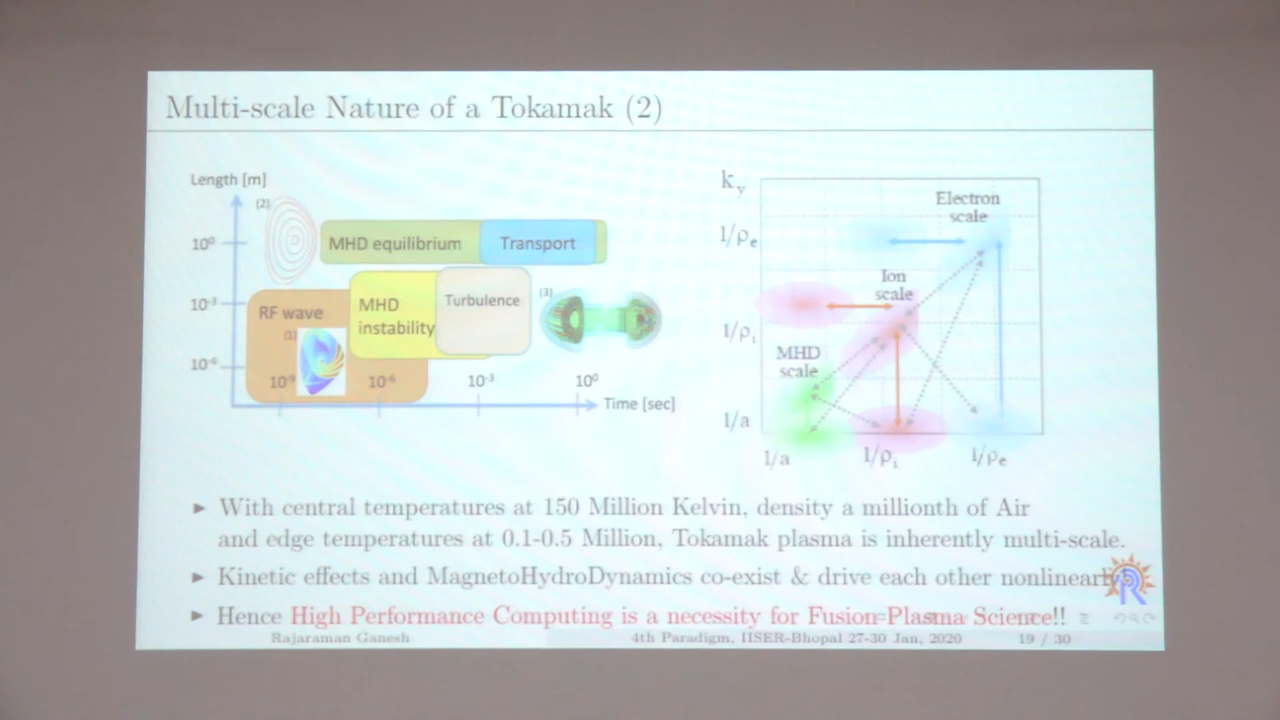 Multi-scale Nature of a Tokamak (2)
Length [m]
(2)
10⁰
MHD equilibrium
Transport
10⁻³
RF wave
(1)
MHD
instability
Turbulence
(3)
10⁻⁶
10⁻⁹
10⁻⁶
10⁻³
10⁰
Time [sec]
k_y
Electron
scale
1/ρ_e
Ion
scale
1/ρ_i
MHD
scale
1/a
1/a
1/ρ_i
1/ρ_e
► With central temperatures at 150 Million Kelvin, density a millionth of Air
and edge temperatures at 0.1-0.5 Million, Tokamak plasma is inherently multi-scale.
► Kinetic effects and MagnetoHydroDynamics co-exist & drive each other nonlinearly
► Hence High Performance Computing is a necessity for Fusion Plasma Science!!
Rajaraman Ganesh
4th Paradigm, IISER-Bhopal 27-30 Jan, 2020
19 / 30